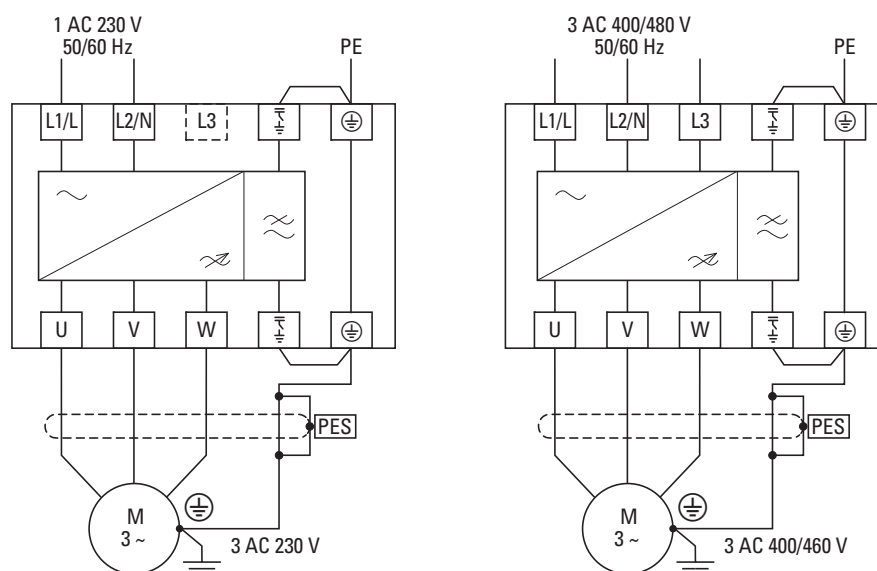 1 AC 230 V
50/60 Hz
PE
L1/L L2/N L3
U V W
PES
M
3 ~
3 AC 230 V
3 AC 400/480 V
50/60 Hz
PE
L1/L L2/N L3
U V W
PES
M
3 ~
3 AC 400/460 V